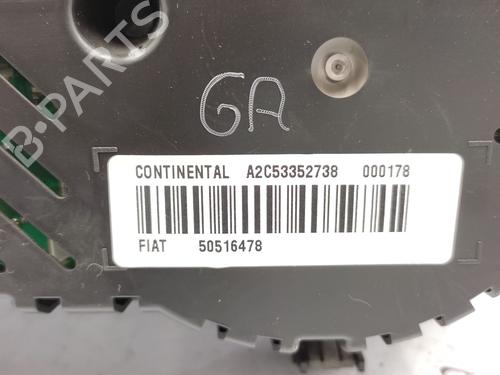 GA
CONTINENTAL A2C53352738 000178
FIAT 50516478
B-PARTS